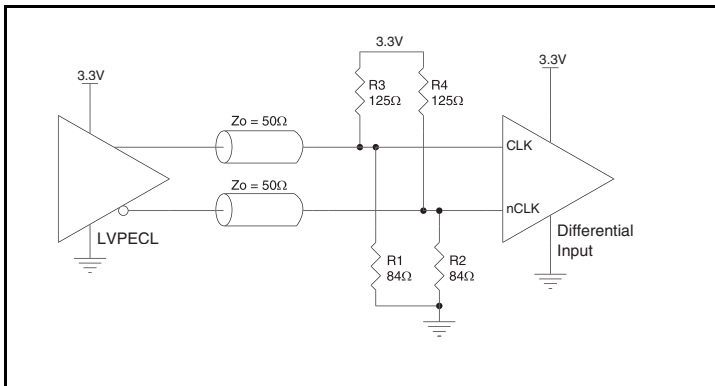 3.3V
3.3V
3.3V
R3
125Ω
R4
125Ω
Zo = 50Ω
CLK
Zo = 50Ω
nCLK
LVPECL
Differential
Input
R1
84Ω
R2
84Ω